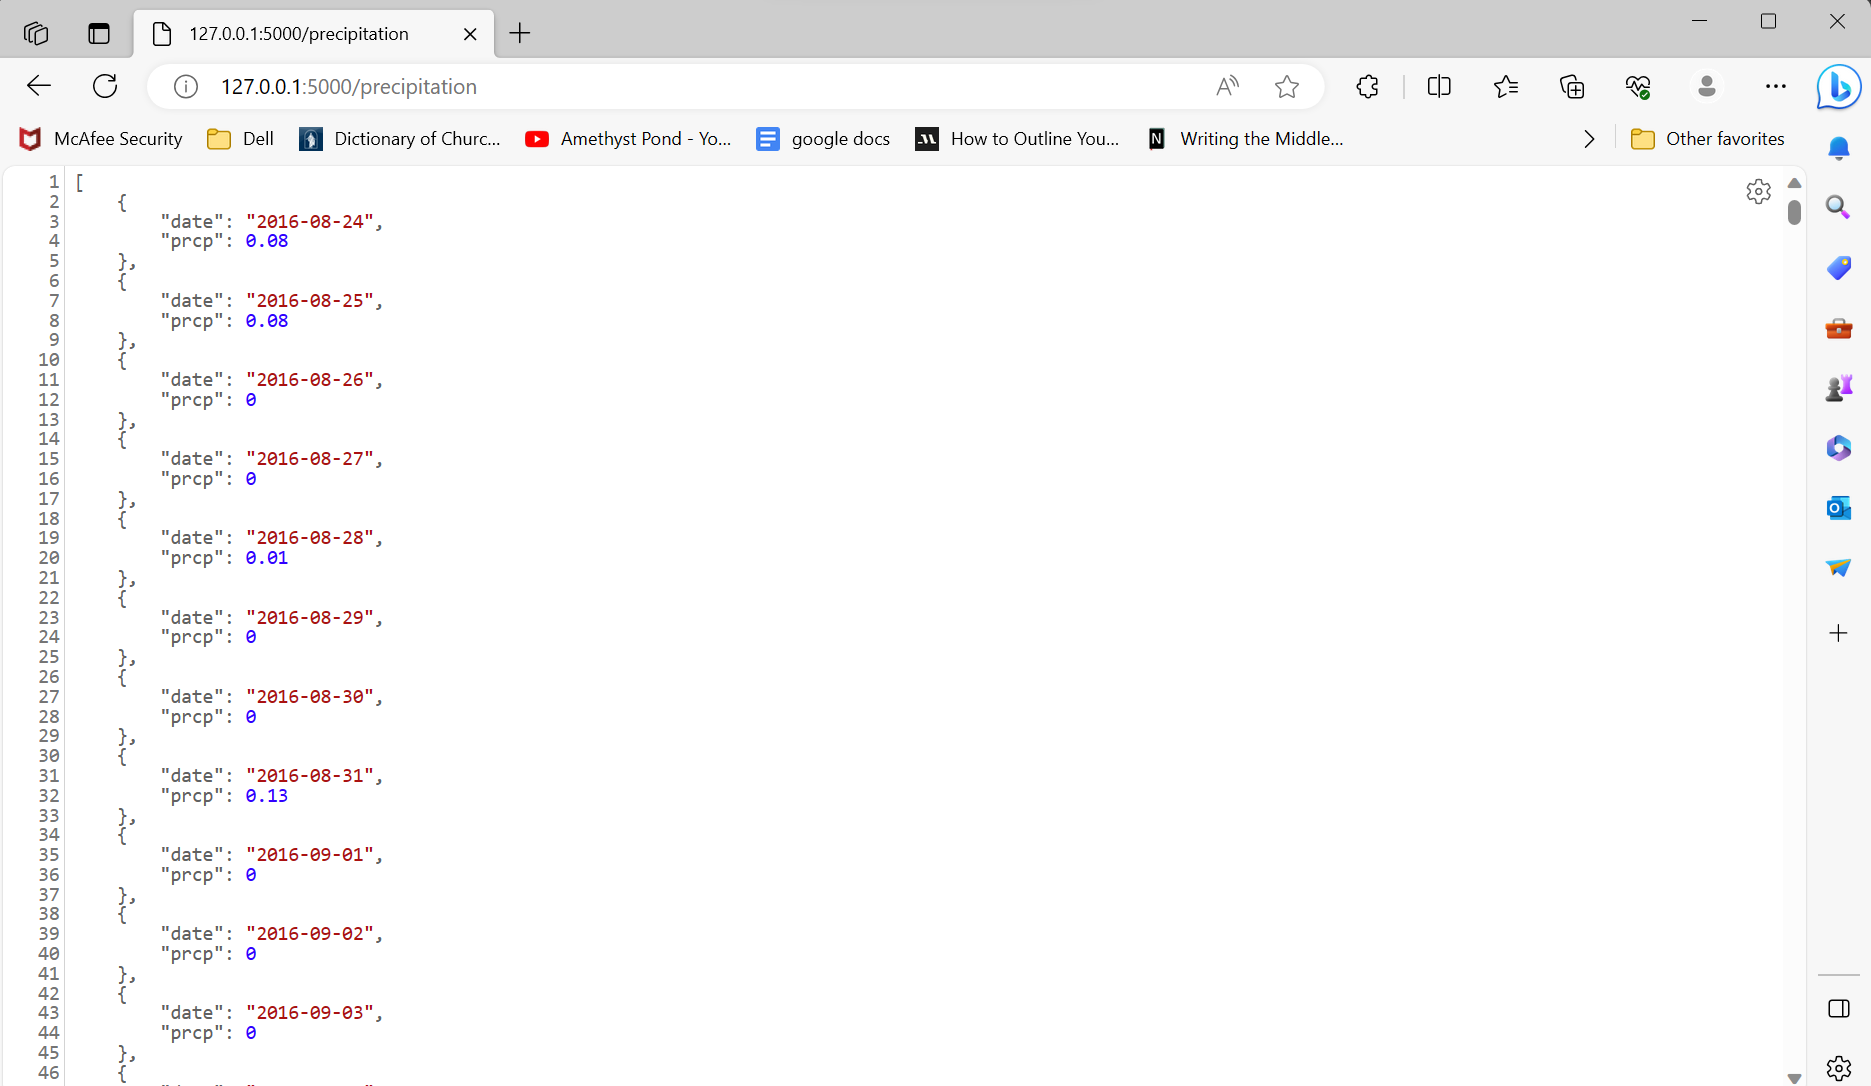 127.0.0.1:5000/precipitation
127.0.0.1:5000/precipitation
McAfee Security Dell Dictionary of Churc... Amethyst Pond - Yo... google docs How to Outline You... N Writing the Middle... Other favorites
1 [
2 {
3 "date": "2016-08-24",
4 "prcp": 0.08
5 },
6 {
7 "date": "2016-08-25",
8 "prcp": 0.08
9 },
10 {
11 "date": "2016-08-26",
12 "prcp": 0
13 },
14 {
15 "date": "2016-08-27",
16 "prcp": 0
17 },
18 {
19 "date": "2016-08-28",
20 "prcp": 0.01
21 },
22 {
23 "date": "2016-08-29",
24 "prcp": 0
25 },
26 {
27 "date": "2016-08-30",
28 "prcp": 0
29 },
30 {
31 "date": "2016-08-31",
32 "prcp": 0.13
33 },
34 {
35 "date": "2016-09-01",
36 "prcp": 0
37 },
38 {
39 "date": "2016-09-02",
40 "prcp": 0
41 },
42 {
43 "date": "2016-09-03",
44 "prcp": 0
45 },
46 {